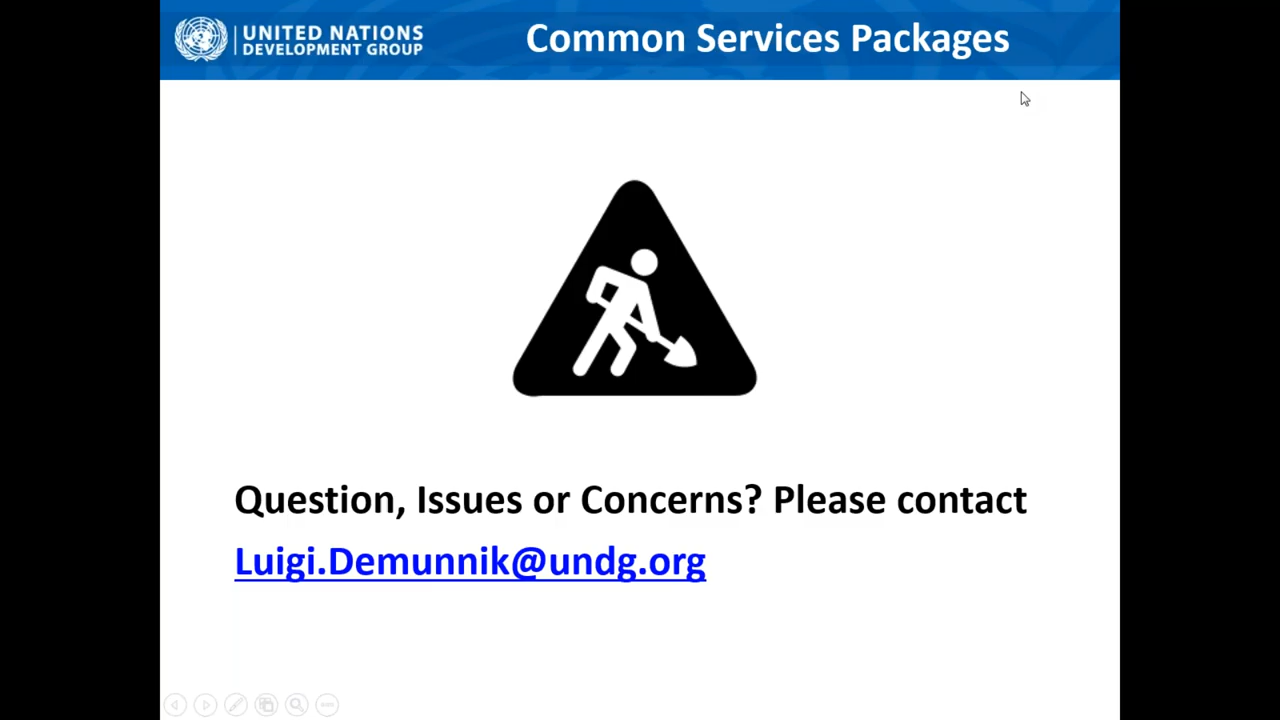 UNITED NATIONS
DEVELOPMENT GROUP
Common Services Packages
Question, Issues or Concerns? Please contact
Luigi.Demunnik@undg.org